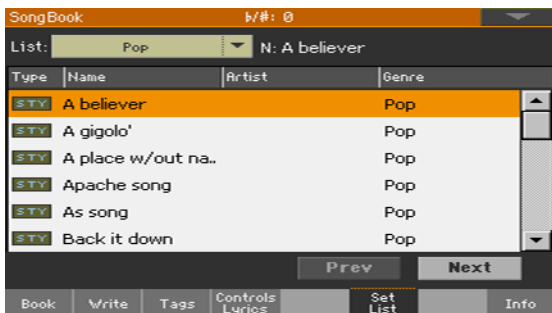 SongBook b/#: 0
List: Pop N: A believer
Type Name Artist Genre
STY A believer Pop
STY A gigolo' Pop
STY A place w/out na.. Pop
STY Apache song Pop
STY As song Pop
STY Back it down Pop
Prev Next
Book Write Tags Controls Lyrics Set List Info